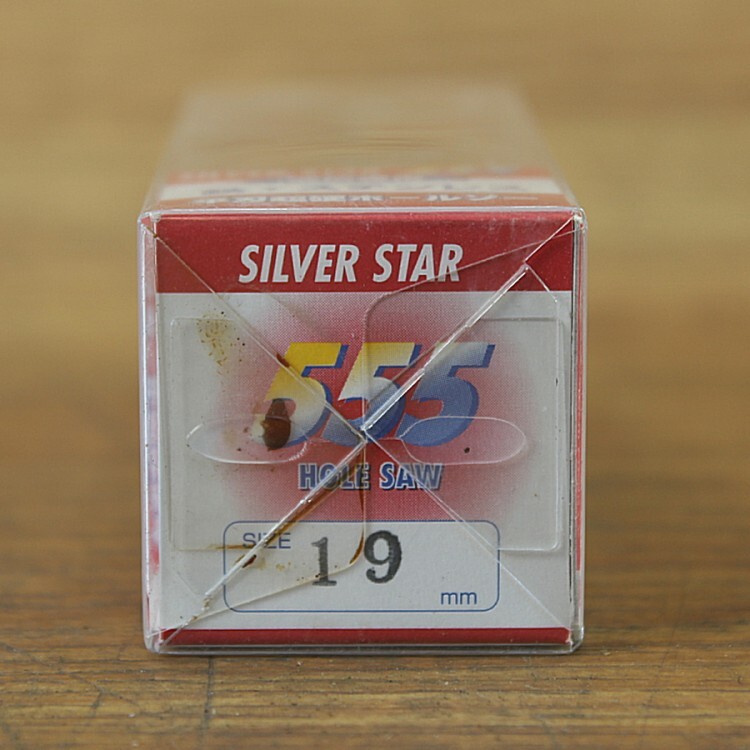 SILVER STAR
555
HOLE SAW
SIZE
19
mm